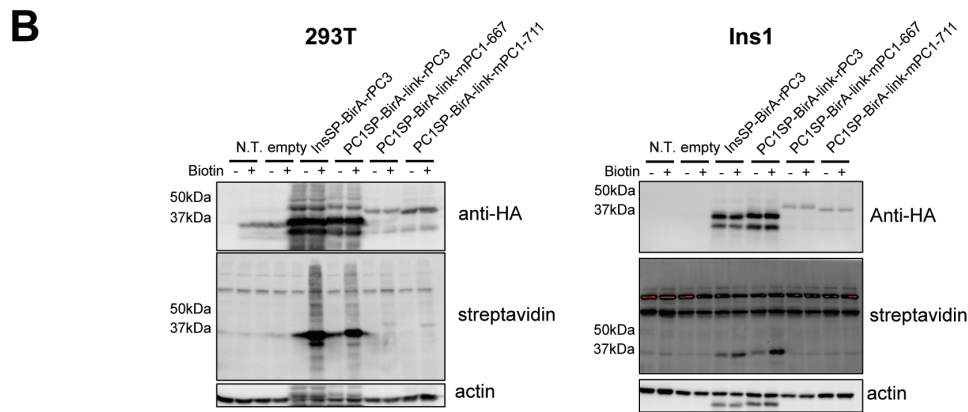 B
293T
N.T. empty InsSP-BirA-rPC3 PC1SP-BirA-link-rPC3 PC1SP-BirA-link-mPC1-667 PC1SP-BirA-link-mPC1-711
Biotin - + - + - + - + - + - +
50kDa
37kDa
anti-HA
50kDa
37kDa
streptavidin
actin
Ins1
N.T. empty InsSP-BirA-rPC3 PC1SP-BirA-link-rPC3 PC1SP-BirA-link-mPC1-667 PC1SP-BirA-link-mPC1-711
Biotin - + - + - + - + - + - +
50kDa
37kDa
Anti-HA
50kDa
37kDa
streptavidin
actin